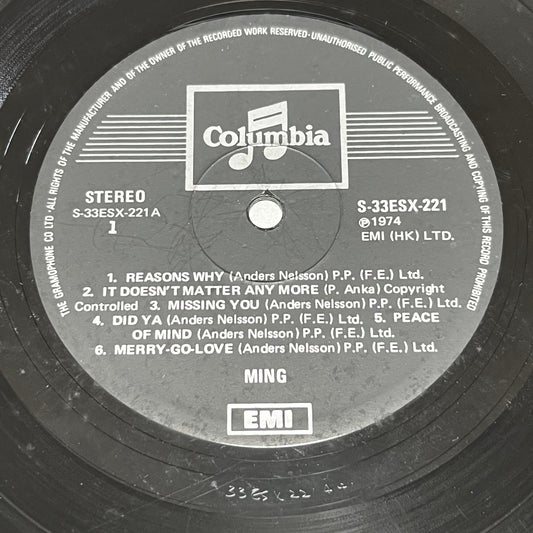 THE GRAMOPHONE CO LTD·ALL RIGHTS OF THE MANUFACTURER AND OF THE OWNER OF THE RECORDED WORK RESERVED·UNAUTHORISED PUBLIC PERFORMANCE BROADCASTING AND COPYING OF THIS RECORD PROHIBITED
Columbia
STEREO
S-33ESX-221A
1
S-33ESX-221
Ⓟ1974
EMI (HK) LTD.
1. REASONS WHY (Anders Nelsson) P.P. (F.E.) Ltd.
2. IT DOESN'T MATTER ANY MORE (P. Anka) Copyright
Controlled 3. MISSING YOU (Anders Nelsson) P.P. (F.E.) Ltd.
4. DID YA (Anders Nelsson) P.P. (F.E.) Ltd. 5. PEACE
OF MIND (Anders Nelsson) P.P. (F.E.) Ltd.
6. MERRY-GO-LOVE (Anders Nelsson) P.P. (F.E.) Ltd.
MING
EMI